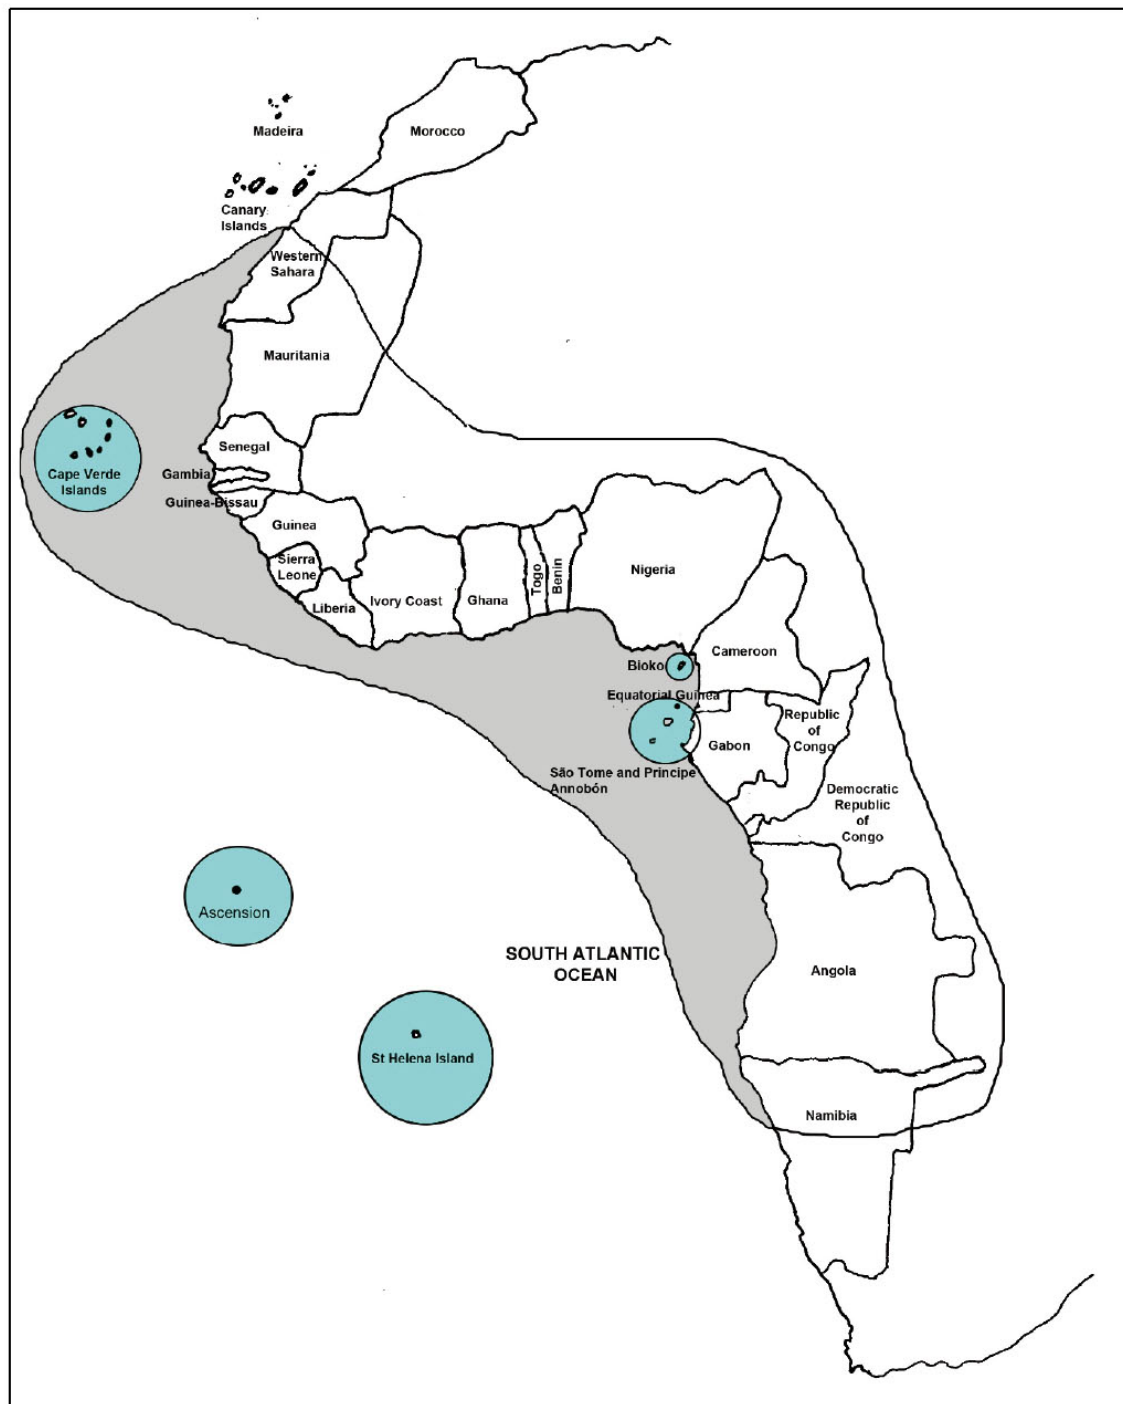 Madeira
Morocco
Canary
Islands
Western
Sahara
Mauritania
Senegal
Cape Verde
Islands
Gambia
Guinea-Bissau
Guinea
Sierra
Leone
Liberia
Ivory Coast
Ghana
Togo
Benin
Nigeria
Bioko
Cameroon
Equatorial Guinea
Republic
of
Congo
Gabon
São Tome and Principe
Annobón
Democratic
Republic
of
Congo
Ascension
SOUTH ATLANTIC
OCEAN
Angola
St Helena Island
Namibia